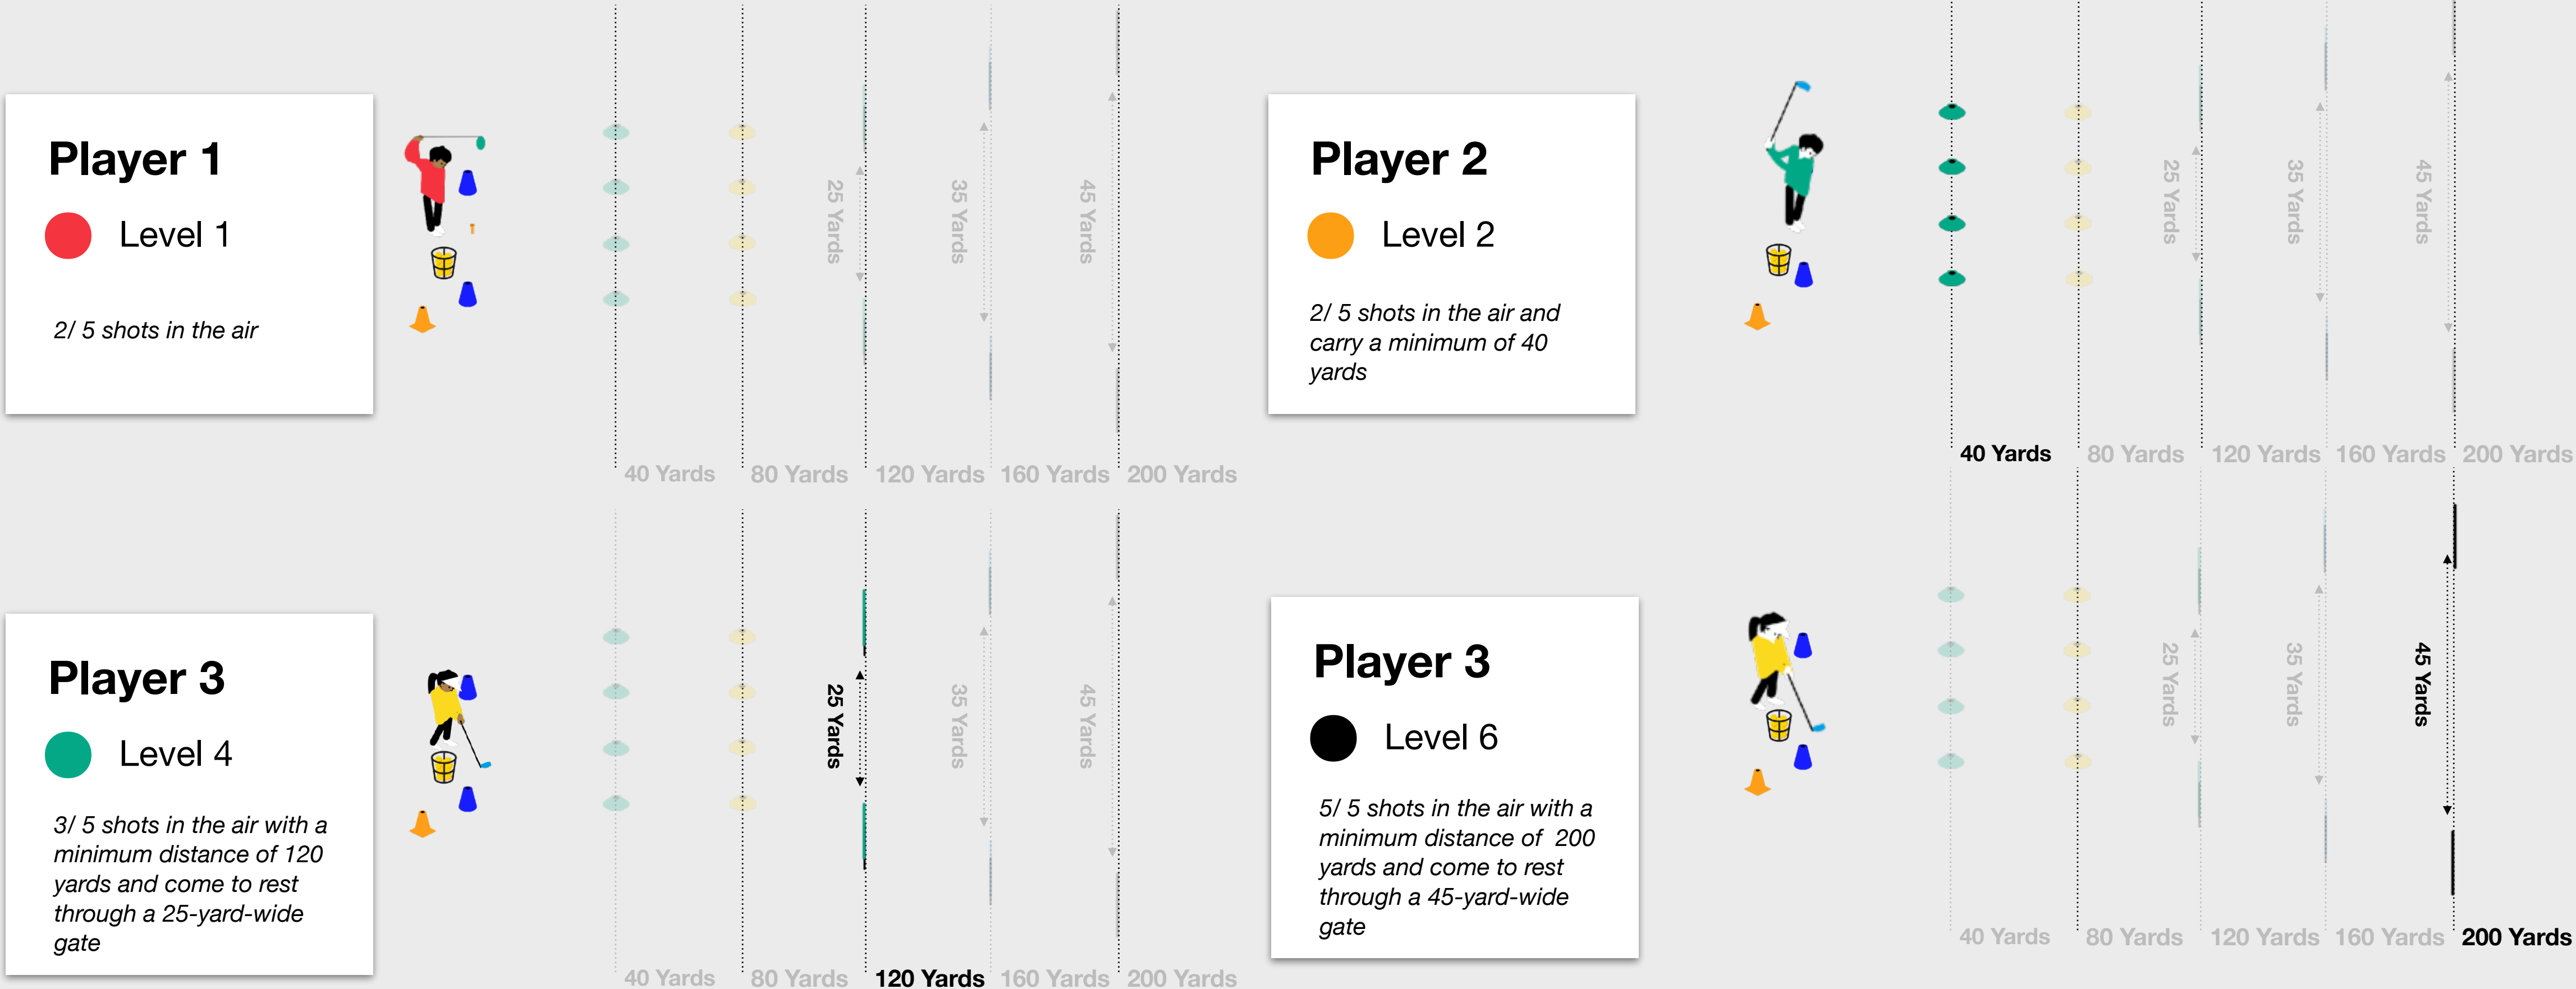 Player 1
Level 1
2/ 5 shots in the air
25 Yards
35 Yards
45 Yards
40 Yards
80 Yards
120 Yards
160 Yards
200 Yards
Player 2
Level 2
2/ 5 shots in the air and
carry a minimum of 40
yards
25 Yards
35 Yards
45 Yards
40 Yards
80 Yards
120 Yards
160 Yards
200 Yards
Player 3
Level 4
3/ 5 shots in the air with a
minimum distance of 120
yards and come to rest
through a 25-yard-wide
gate
25 Yards
35 Yards
45 Yards
40 Yards
80 Yards
120 Yards
160 Yards
200 Yards
Player 3
Level 6
5/ 5 shots in the air with a
minimum distance of  200
yards and come to rest
through a 45-yard-wide
gate
25 Yards
35 Yards
45 Yards
40 Yards
80 Yards
120 Yards
160 Yards
200 Yards